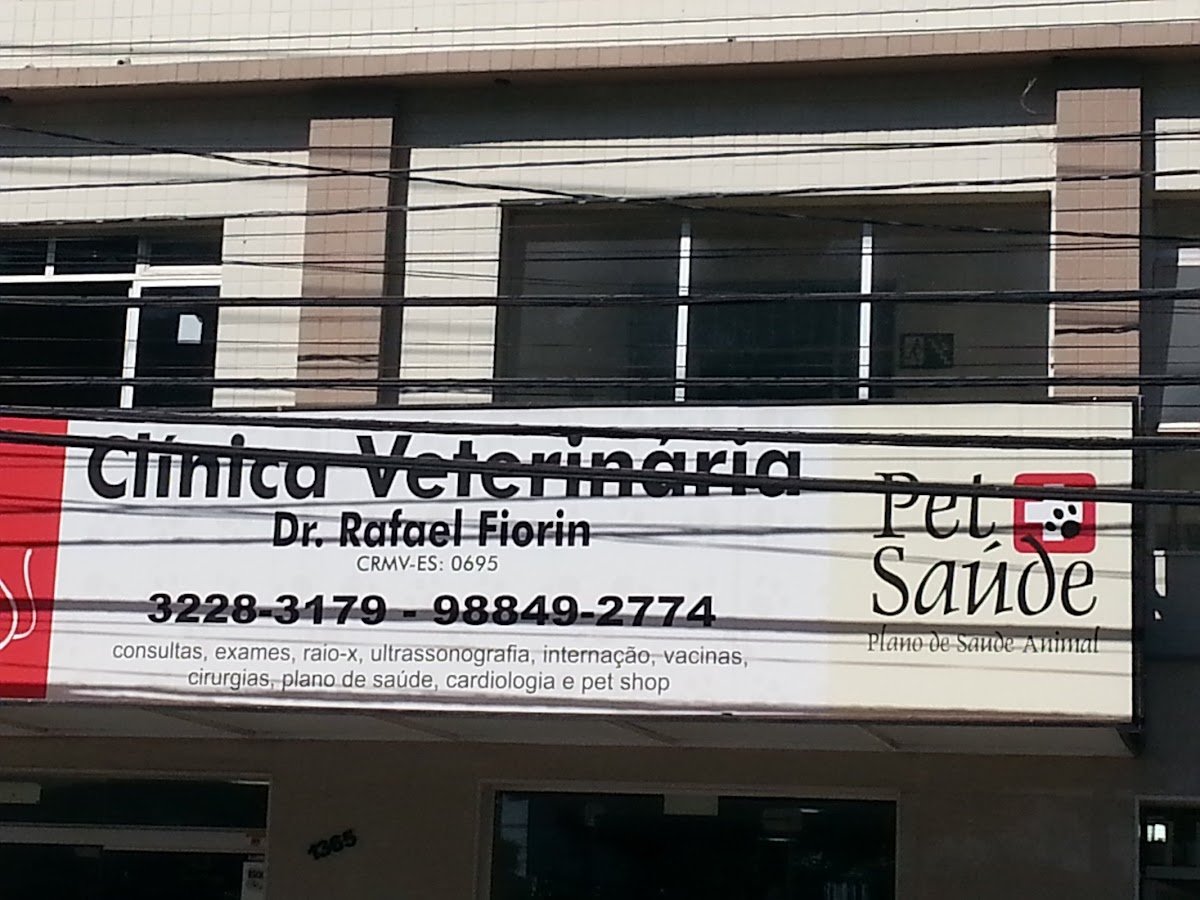 Clínica Veterinária
Dr. Rafael Fiorin
CRMV-ES: 0695
3228-3179 - 98849-2774
consultas, exames, raio-x, ultrassonografia, internação, vacinas,
cirurgias, plano de saúde, cardiologia e pet shop
Pet
Saúde
Plano de Saúde Animal
1365